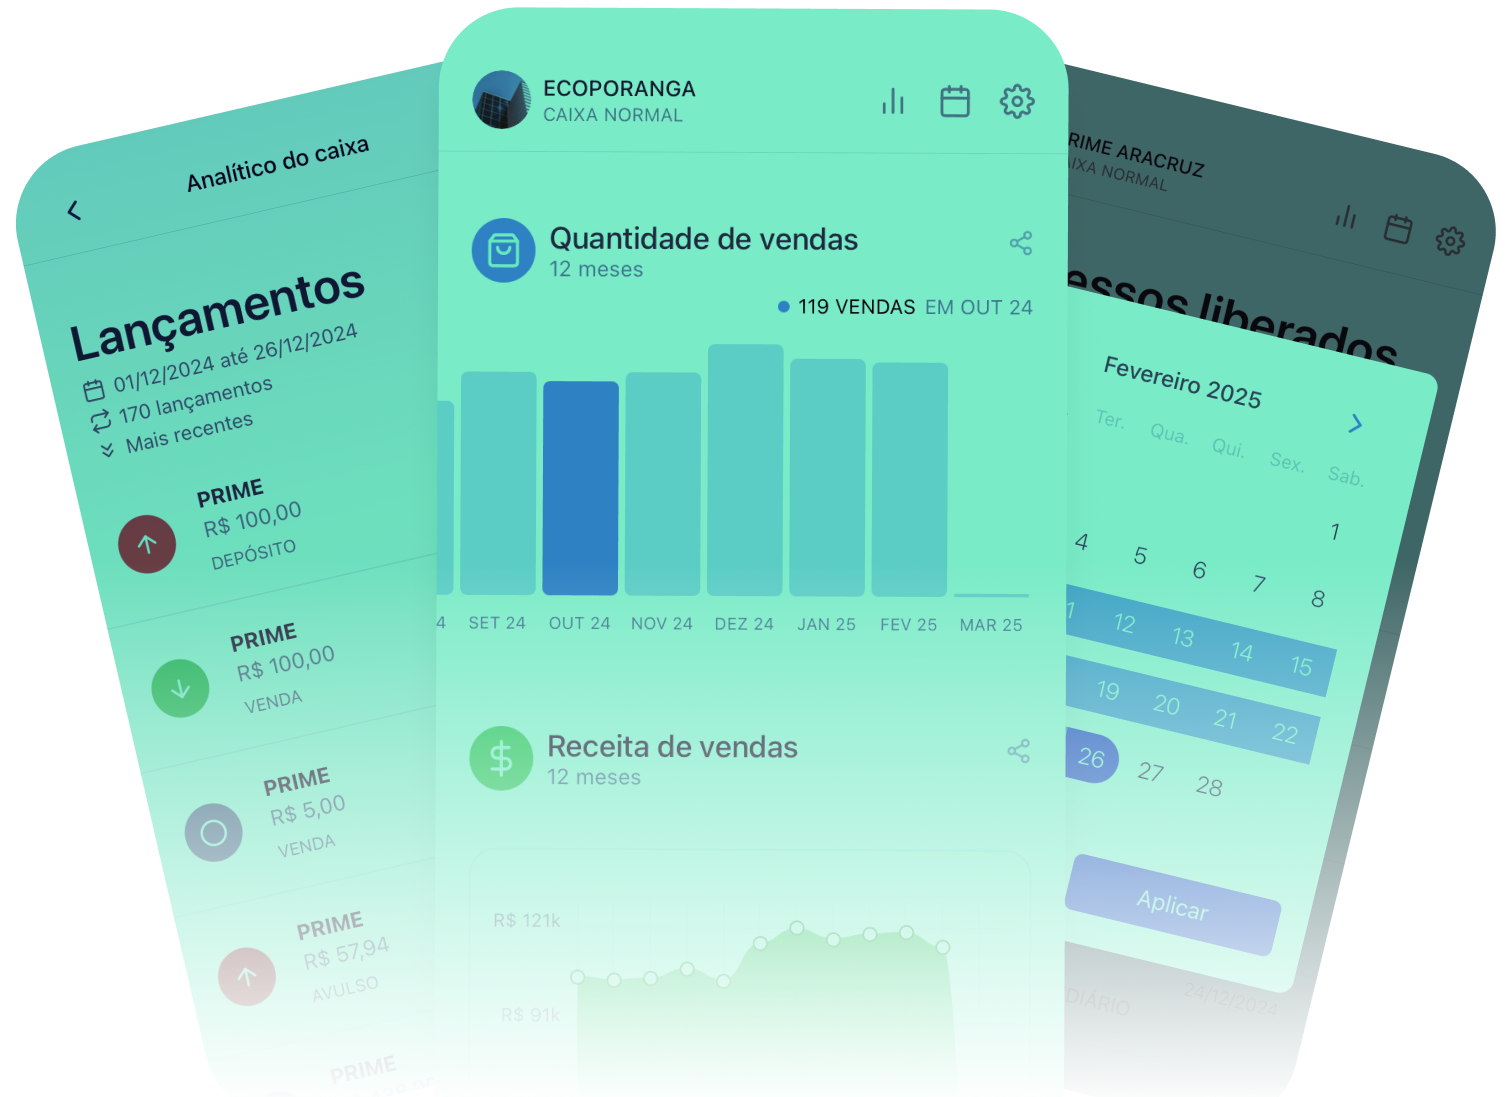 Analítico do caixa
Lançamentos
01/12/2024 até 26/12/2024
170 lançamentos
Mais recentes
PRIME
R$ 100,00
DEPÓSITO
PRIME
R$ 100,00
VENDA
PRIME
R$ 5,00
VENDA
PRIME
R$ 57,94
AVULSO
PRIME
ECOPORANGA
CAIXA NORMAL
Quantidade de vendas
12 meses
119 VENDAS EM OUT 24
4 SET 24 OUT 24 NOV 24 DEZ 24 JAN 25 FEV 25 MAR 25
Receita de vendas
12 meses
R$ 121k
R$ 91k
RIME ARACRUZ
AIXA NORMAL
essos liberados
Fevereiro 2025
Ter. Qua. Qui. Sex. Sab.
1
4 5 6 7 8
1 12 13 14 15
19 20 21 22
26 27 28
Aplicar
DIÁRIO 24/12/2024